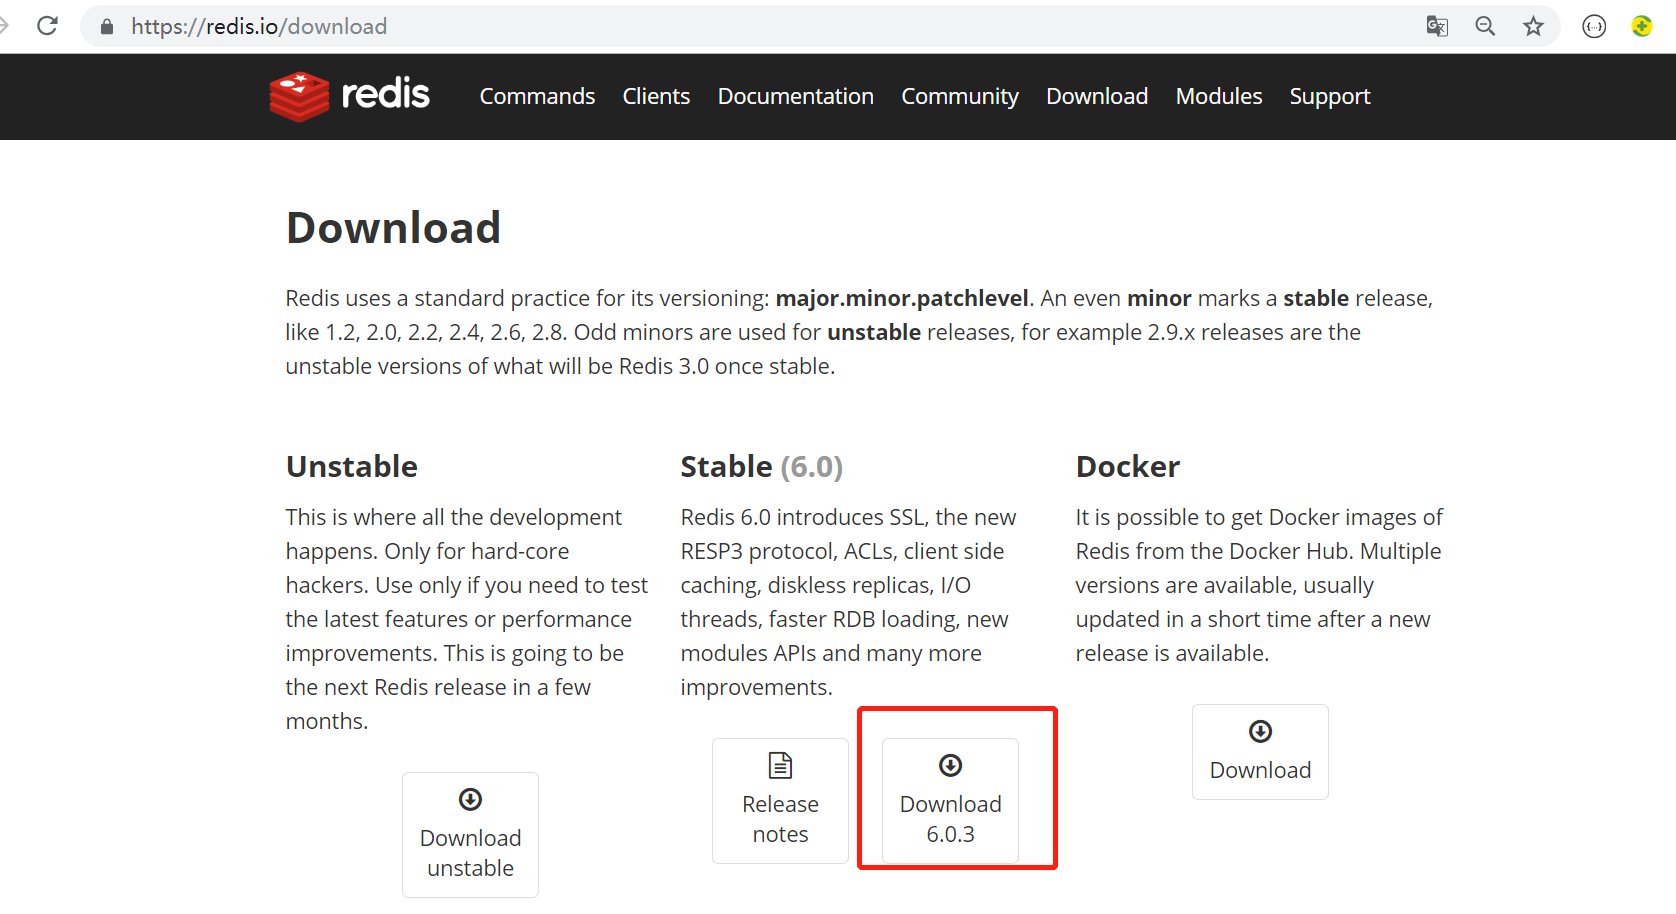 https://redis.io/download
redis
Commands Clients Documentation Community Download Modules Support
Download
Redis uses a standard practice for its versioning: major.minor.patchlevel. An even minor marks a stable release,
like 1.2, 2.0, 2.2, 2.4, 2.6, 2.8. Odd minors are used for unstable releases, for example 2.9.x releases are the
unstable versions of what will be Redis 3.0 once stable.
Unstable
This is where all the development
happens. Only for hard-core
hackers. Use only if you need to test
the latest features or performance
improvements. This is going to be
the next Redis release in a few
months.
Download
unstable
Stable (6.0)
Redis 6.0 introduces SSL, the new
RESP3 protocol, ACLs, client side
caching, diskless replicas, I/O
threads, faster RDB loading, new
modules APIs and many more
improvements.
Release
notes
Download
6.0.3
Docker
It is possible to get Docker images of
Redis from the Docker Hub. Multiple
versions are available, usually
updated in a short time after a new
release is available.
Download